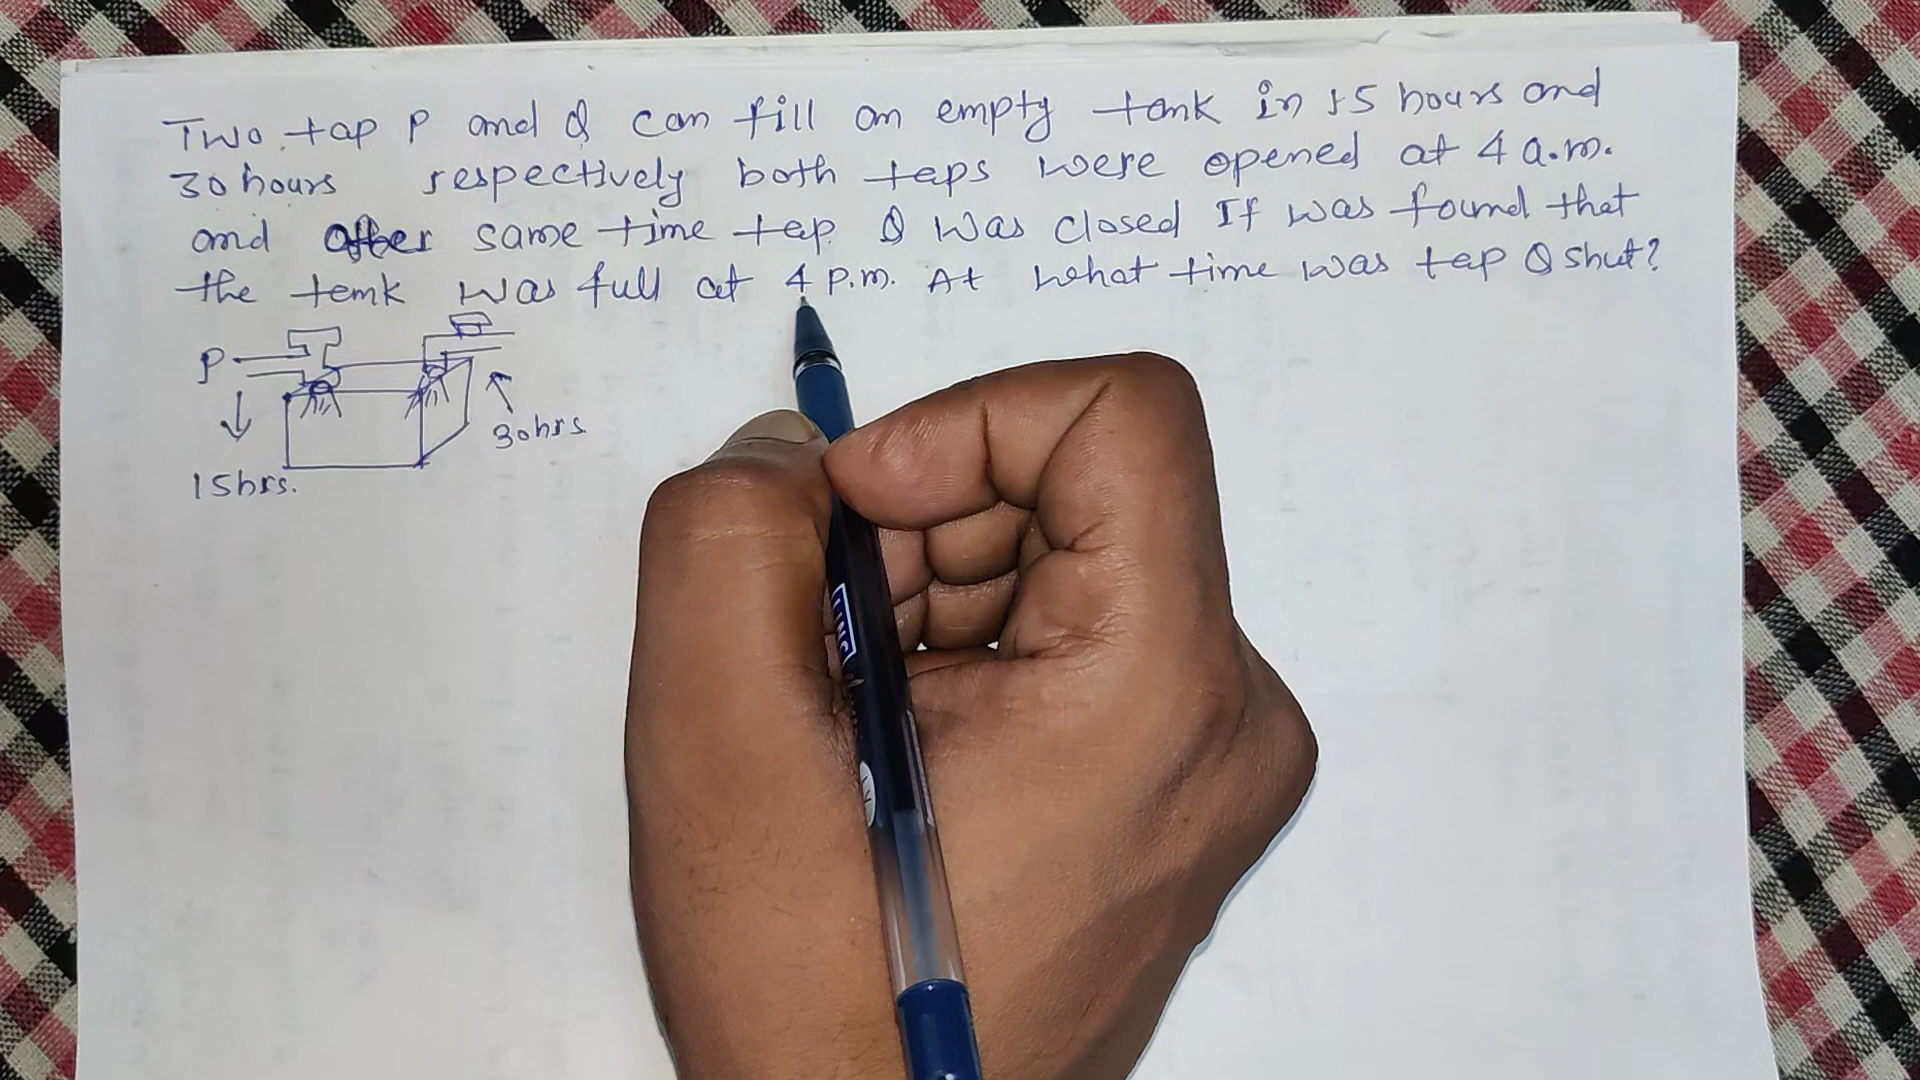 Two tap P and Q can fill an empty tank in 15 hours and
30 hours respectively both taps were opened at 4 a.m.
and after same time tap Q was closed If was found that
the tank was full at 4 p.m. At what time was tap Q shut?
P
30hrs
15hrs.
LINC